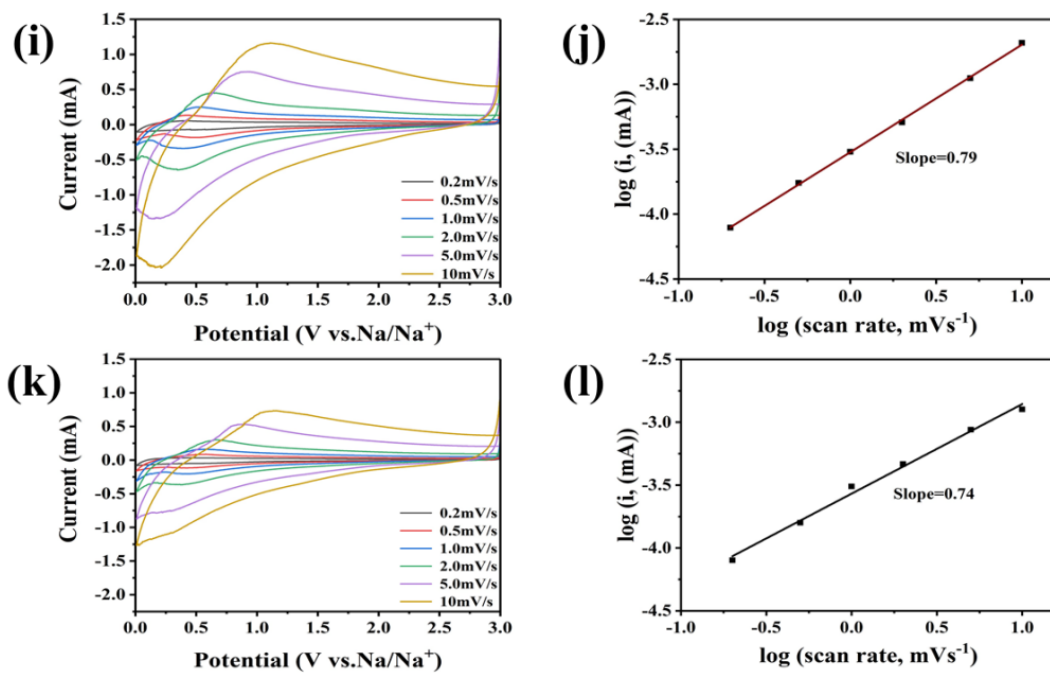 (i)
Current (mA)
1.5
1.0
0.5
0.0
-0.5
-1.0
-1.5
-2.0
0.2mV/s
0.5mV/s
1.0mV/s
2.0mV/s
5.0mV/s
10mV/s
0.0 0.5 1.0 1.5 2.0 2.5 3.0
Potential (V vs.Na/Na⁺)
(j)
log (i, (mA))
-2.5
-3.0
-3.5
-4.0
-4.5
Slope=0.79
-1.0 -0.5 0.0 0.5 1.0
log (scan rate, mVs⁻¹)
(k)
Current (mA)
1.5
1.0
0.5
0.0
-0.5
-1.0
-1.5
-2.0
0.2mV/s
0.5mV/s
1.0mV/s
2.0mV/s
5.0mV/s
10mV/s
0.0 0.5 1.0 1.5 2.0 2.5 3.0
Potential (V vs.Na/Na⁺)
(l)
log (i, (mA))
-2.5
-3.0
-3.5
-4.0
-4.5
Slope=0.74
-1.0 -0.5 0.0 0.5 1.0
log (scan rate, mVs⁻¹)